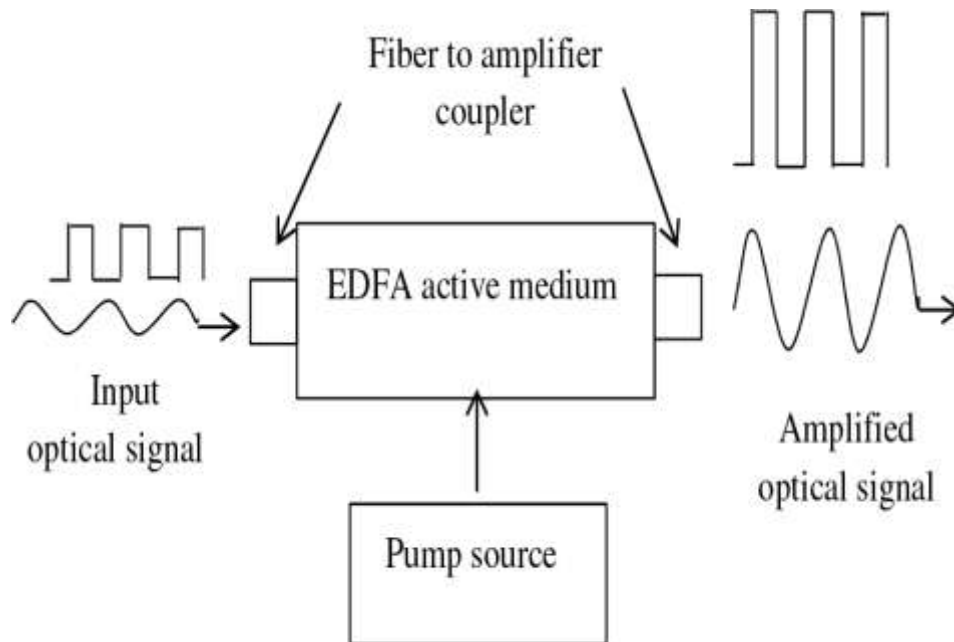 Fiber to amplifier
coupler
EDFA active medium
Input
optical signal
Amplified
optical signal
Pump source